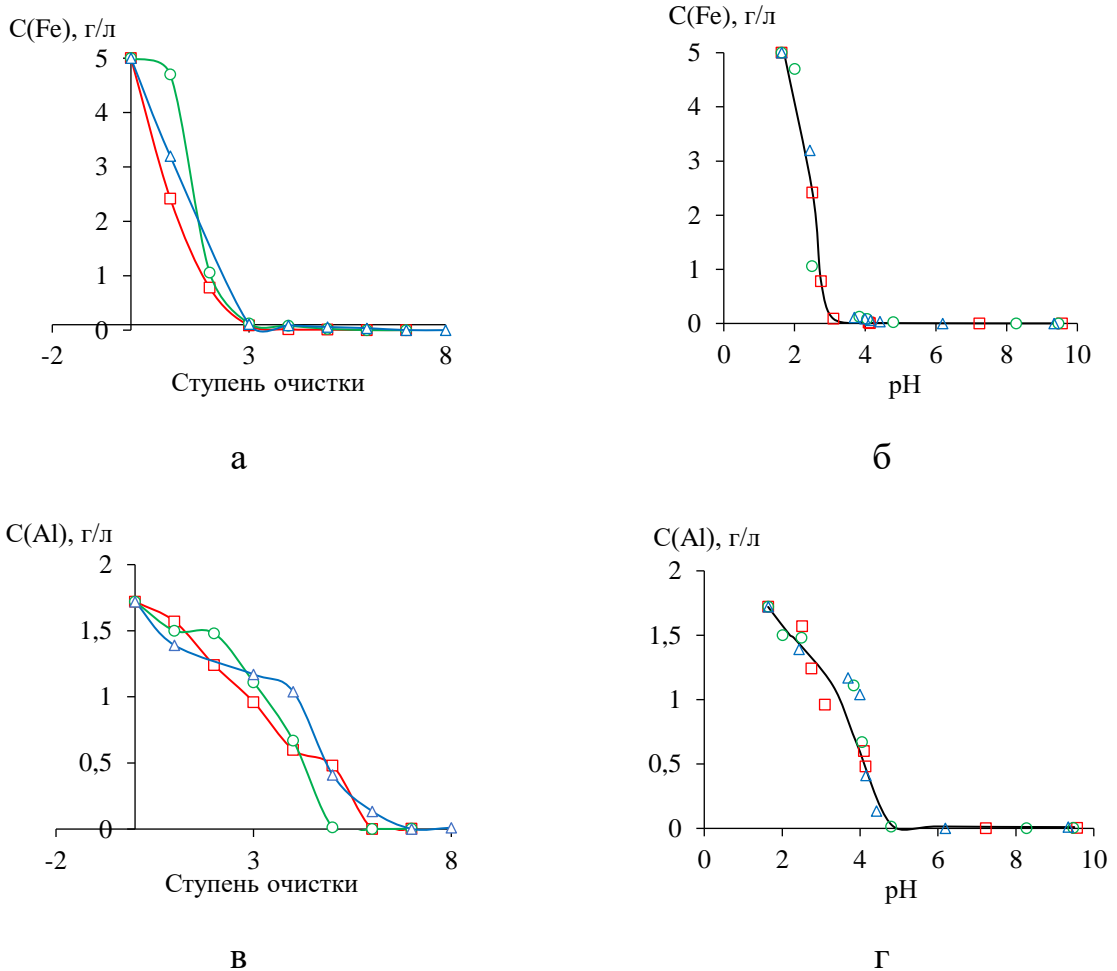 C(Fe), г/л
5
4
3
2
1
0
-2 3 8
Ступень очистки
а
C(Fe), г/л
5
4
3
2
1
0
0 2 4 6 8 10
pH
б
C(Al), г/л
2
1,5
1
0,5
0
-2 3 8
Ступень очистки
в
C(Al), г/л
2
1,5
1
0,5
0
0 2 4 6 8 10
pH
г